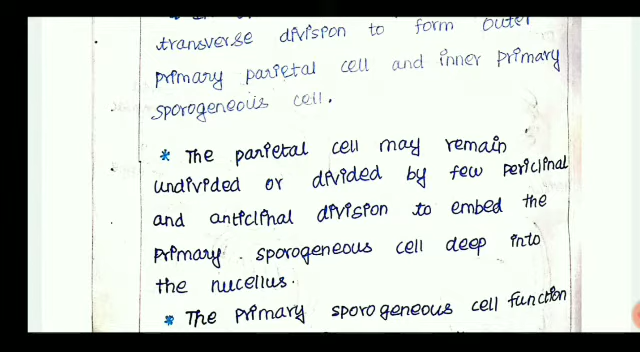 transverse division to form outer
primary parietal cell and inner primary
sporogeneous cell.
* The parietal cell may remain
undivided or divided by few periclinal
and anticlinal division to embed the
primary sporogeneous cell deep into
the nucellus.
* The primary sporogeneous cell function